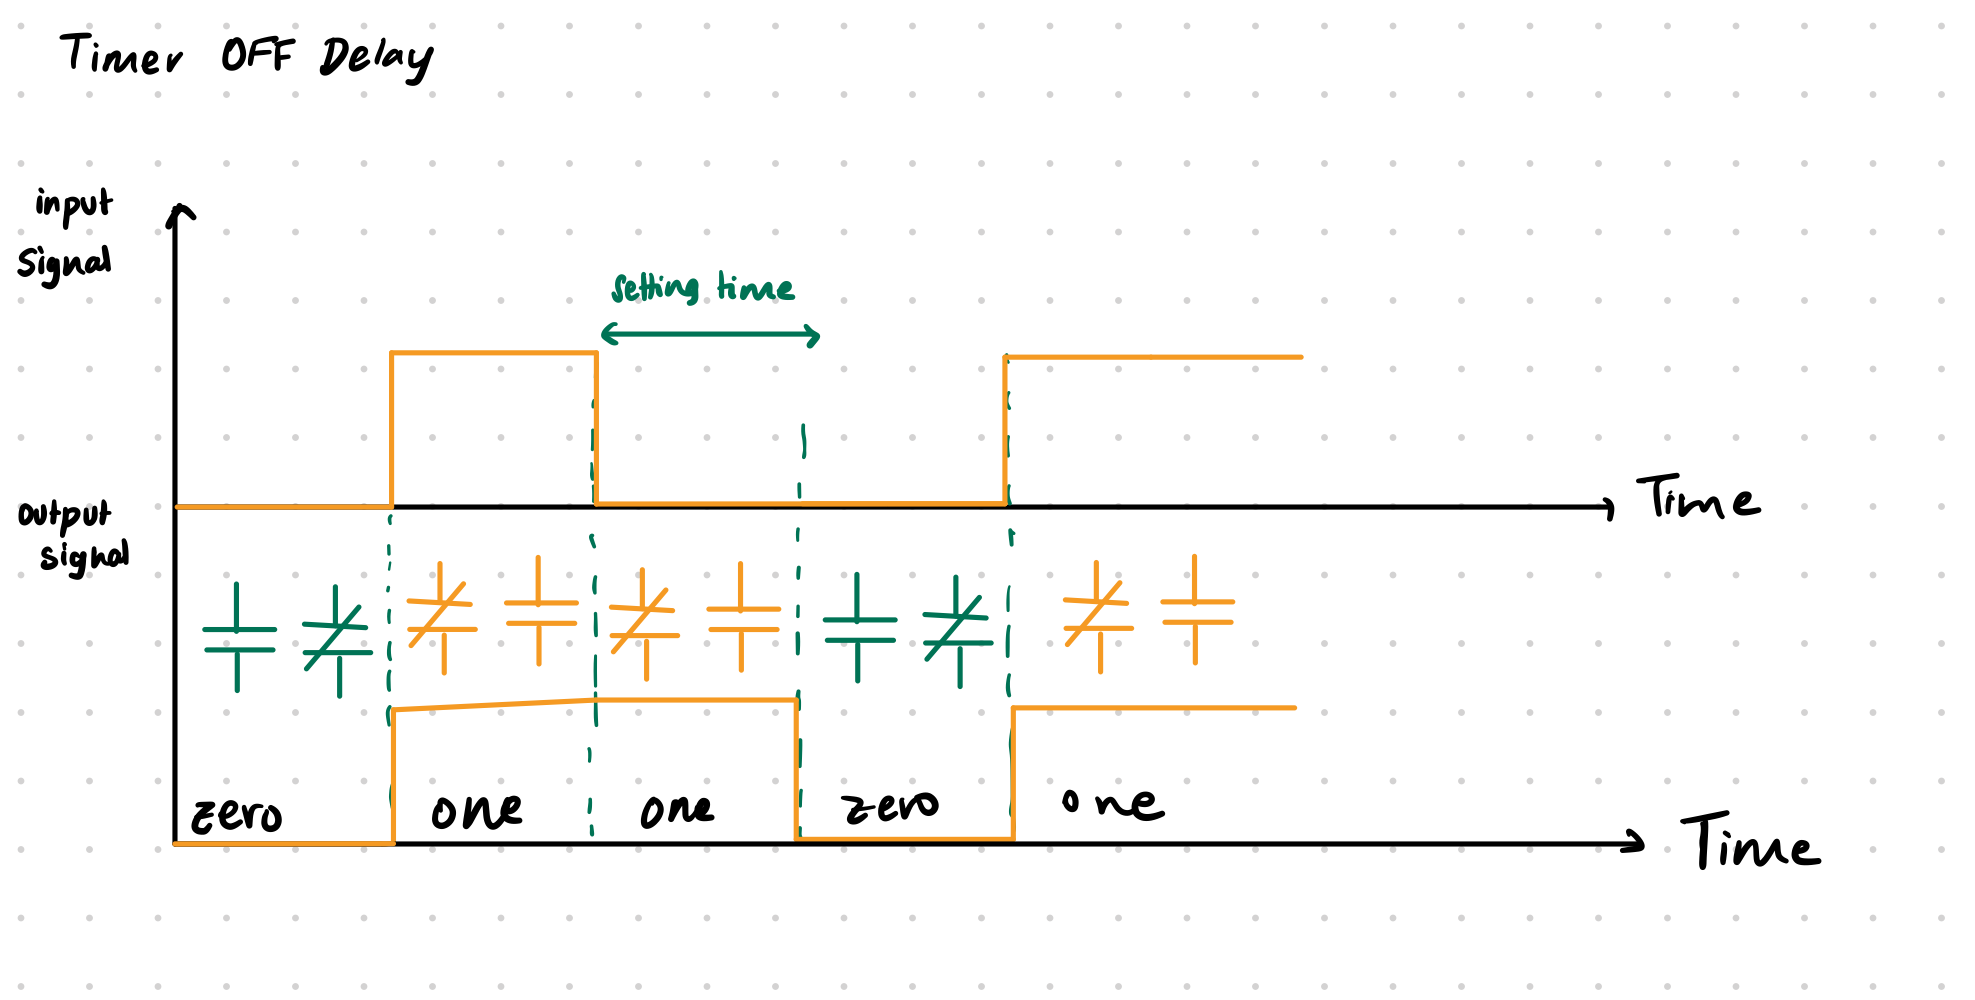 Timer OFF Delay
input
Signal
Setting time
Time
Output
signal
zero one one zero one
Time